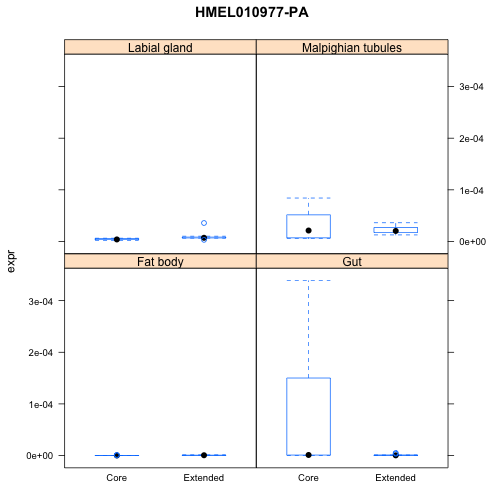 HMEL010977-PA
Labial gland Malpighian tubules
3e-04
2e-04
1e-04
0e+00
expr
Fat body Gut
3e-04
2e-04
1e-04
0e+00
Core Extended Core Extended